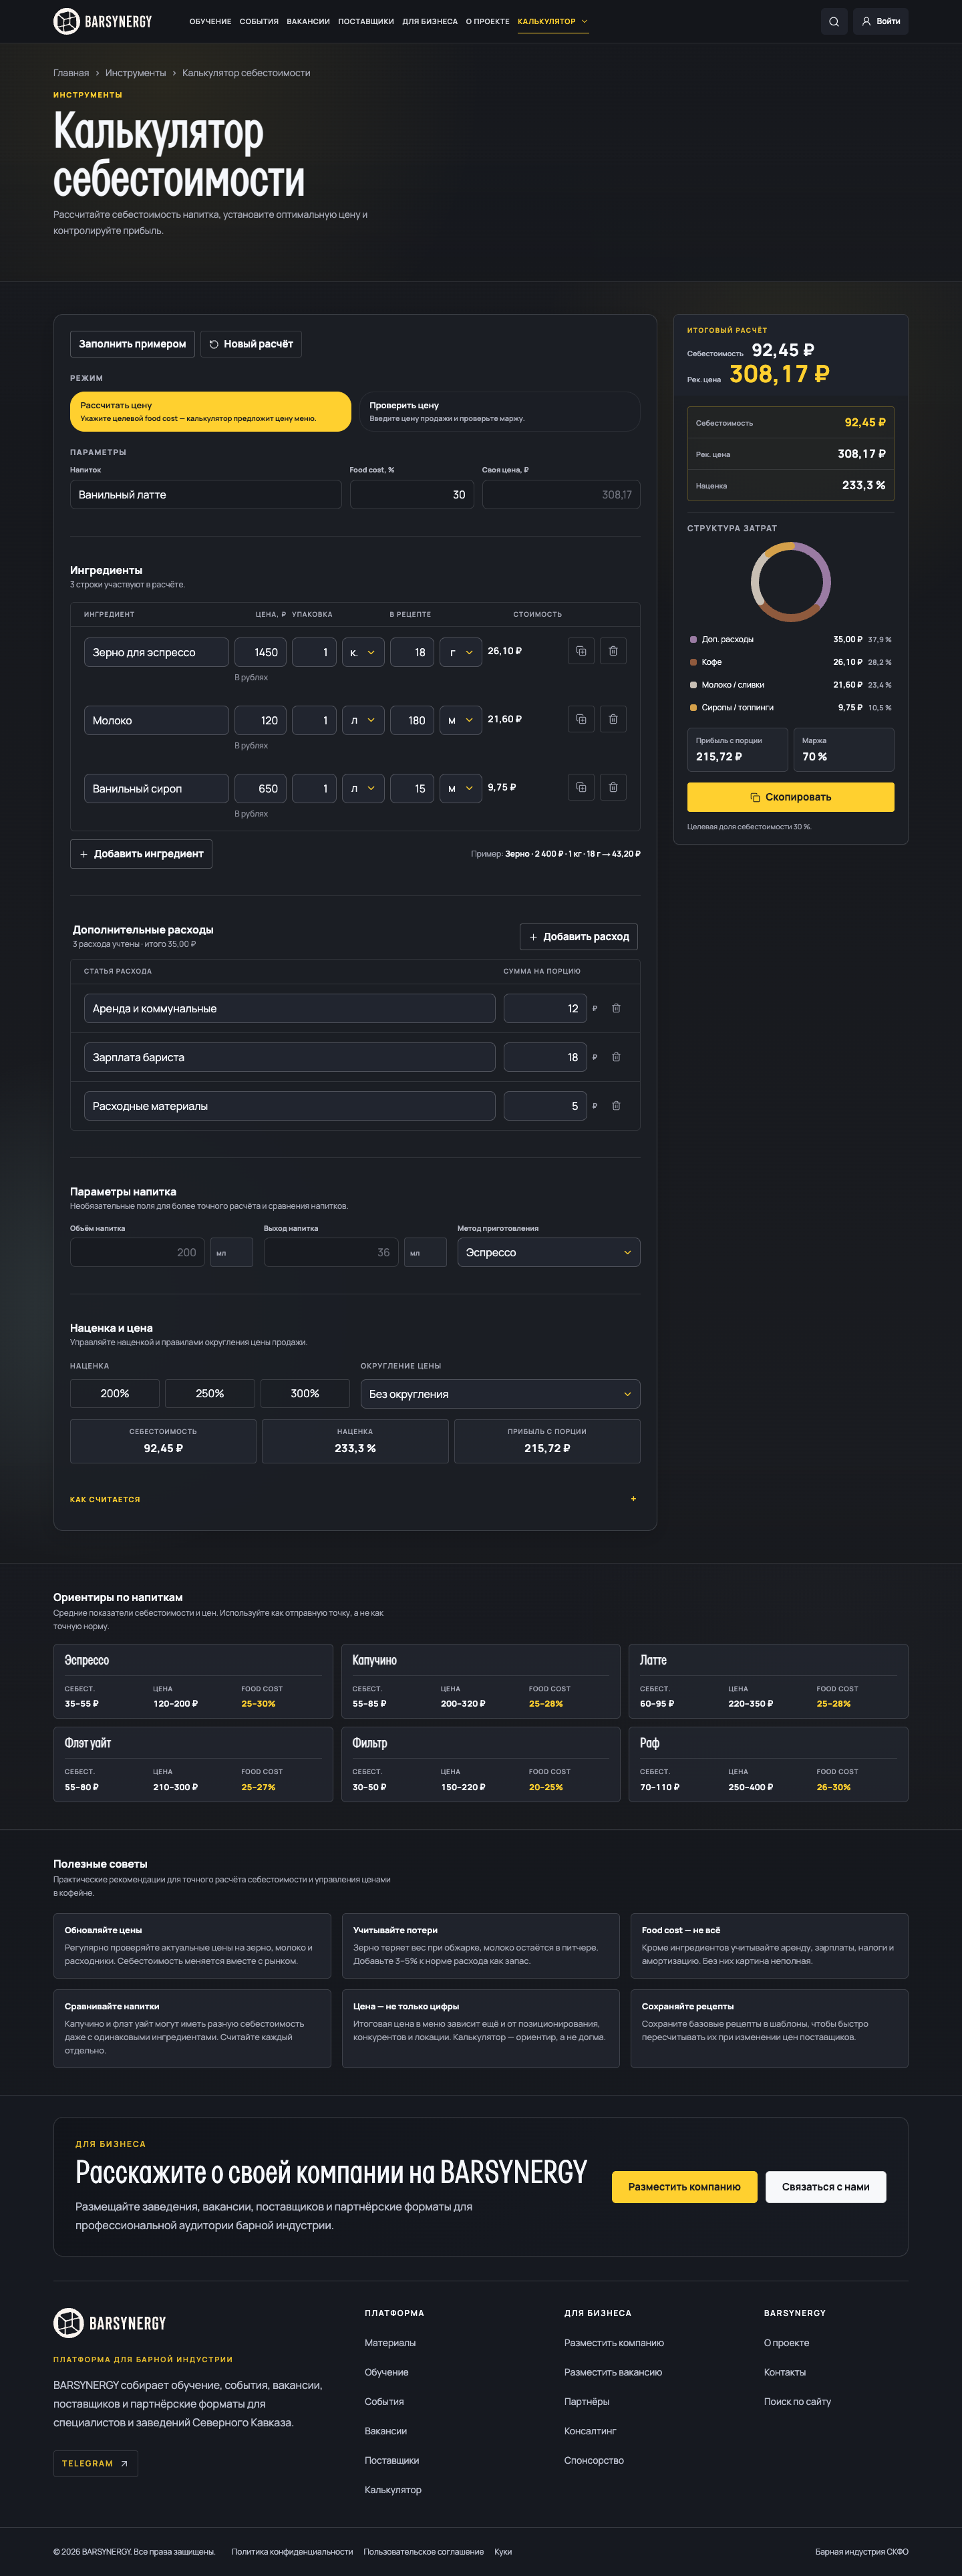 BARSYNERGY
ОБУЧЕНИЕ СОБЫТИЯ ВАКАНСИИ ПОСТАВЩИКИ ДЛЯ БИЗНЕСА О ПРОЕКТЕ КАЛЬКУЛЯТОР
Войти
Главная > Инструменты > Калькулятор себестоимости
ИНСТРУМЕНТЫ
Калькулятор
себестоимости
Рассчитайте себестоимость напитка, установите оптимальную цену и
контролируйте прибыль.
Заполнить примером Новый расчёт
РЕЖИМ
Рассчитать цену
Укажите целевой food cost — калькулятор предложит цену меню.
Проверить цену
Введите цену продажи и проверьте маржу.
ПАРАМЕТРЫ
Напиток Food cost, % Своя цена, ₽
Ванильный латте 30 308,17
Ингредиенты
3 строки участвуют в расчёте.
ИНГРЕДИЕНТ ЦЕНА, ₽ УПАКОВКА В РЕЦЕПТЕ СТОИМОСТЬ
Зерно для эспрессо 1450 1 к. 18 г 26,10 ₽
В рублях
Молоко 120 1 л 180 м 21,60 ₽
В рублях
Ванильный сироп 650 1 л 15 м 9,75 ₽
В рублях
+ Добавить ингредиент
Пример: Зерно · 2 400 ₽ · 1 кг · 18 г → 43,20 ₽
Дополнительные расходы
3 расхода учтены · итого 35,00 ₽
+ Добавить расход
СТАТЬЯ РАСХОДА СУММА НА ПОРЦИЮ
Аренда и коммунальные 12 ₽
Зарплата бариста 18 ₽
Расходные материалы 5 ₽
Параметры напитка
Необязательные поля для более точного расчёта и сравнения напитков.
Объём напитка Выход напитка Метод приготовления
200 мл 36 мл Эспрессо
Наценка и цена
Управляйте наценкой и правилами округления цены продажи.
НАЦЕНКА ОКРУГЛЕНИЕ ЦЕНЫ
200% 250% 300% Без округления
СЕБЕСТОИМОСТЬ НАЦЕНКА ПРИБЫЛЬ С ПОРЦИИ
92,45 ₽ 233,3 % 215,72 ₽
КАК СЧИТАЕТСЯ +
ИТОГОВЫЙ РАСЧЁТ
Себестоимость 92,45 ₽
Рек. цена 308,17 ₽
Себестоимость 92,45 ₽
Рек. цена 308,17 ₽
Наценка 233,3 %
СТРУКТУРА ЗАТРАТ
Доп. расходы 35,00 ₽ 37,9 %
Кофе 26,10 ₽ 28,2 %
Молоко / сливки 21,60 ₽ 23,4 %
Сиропы / топпинги 9,75 ₽ 10,5 %
Прибыль с порции Маржа
215,72 ₽ 70 %
Скопировать
Целевая доля себестоимости 30 %.
Ориентиры по напиткам
Средние показатели себестоимости и цен. Используйте как отправную точку, а не как
точную норму.
Эспрессо Капучино Латте
СЕБЕСТ. ЦЕНА FOOD COST СЕБЕСТ. ЦЕНА FOOD COST СЕБЕСТ. ЦЕНА FOOD COST
35–55 ₽ 120–200 ₽ 25–30% 55–85 ₽ 200–320 ₽ 25–28% 60–95 ₽ 220–350 ₽ 25–28%
Флэт уайт Фильтр Раф
СЕБЕСТ. ЦЕНА FOOD COST СЕБЕСТ. ЦЕНА FOOD COST СЕБЕСТ. ЦЕНА FOOD COST
55–80 ₽ 210–300 ₽ 25–27% 30–50 ₽ 150–220 ₽ 20–25% 70–110 ₽ 250–400 ₽ 26–30%
Полезные советы
Практические рекомендации для точного расчёта себестоимости и управления ценами
в кофейне.
Обновляйте цены
Регулярно проверяйте актуальные цены на зерно, молоко и
расходники. Себестоимость меняется вместе с рынком.
Учитывайте потери
Зерно теряет вес при обжарке, молоко остаётся в питчере.
Добавьте 3–5% к норме расхода как запас.
Food cost — не всё
Кроме ингредиентов учитывайте аренду, зарплаты, налоги и
амортизацию. Без них картина неполная.
Сравнивайте напитки
Капучино и флэт уайт могут иметь разную себестоимость
даже с одинаковыми ингредиентами. Считайте каждый
отдельно.
Цена — не только цифры
Итоговая цена в меню зависит ещё и от позиционирования,
конкурентов и локации. Калькулятор — ориентир, а не догма.
Сохраняйте рецепты
Сохраните базовые рецепты в шаблоны, чтобы быстро
пересчитывать их при изменении цен поставщиков.
ДЛЯ БИЗНЕСА
Расскажите о своей компании на BARSYNERGY
Размещайте заведения, вакансии, поставщиков и партнёрские форматы для
профессиональной аудитории барной индустрии.
Разместить компанию Связаться с нами
BARSYNERGY
ПЛАТФОРМА ДЛЯ БАРНОЙ ИНДУСТРИИ
BARSYNERGY собирает обучение, события, вакансии,
поставщиков и партнёрские форматы для
специалистов и заведений Северного Кавказа.
TELEGRAM
ПЛАТФОРМА
Материалы
Обучение
События
Вакансии
Поставщики
Калькулятор
ДЛЯ БИЗНЕСА
Разместить компанию
Разместить вакансию
Партнёры
Консалтинг
Спонсорство
BARSYNERGY
О проекте
Контакты
Поиск по сайту
© 2026 BARSYNERGY. Все права защищены. Политика конфиденциальности Пользовательское соглашение Куки
Барная индустрия СКФО